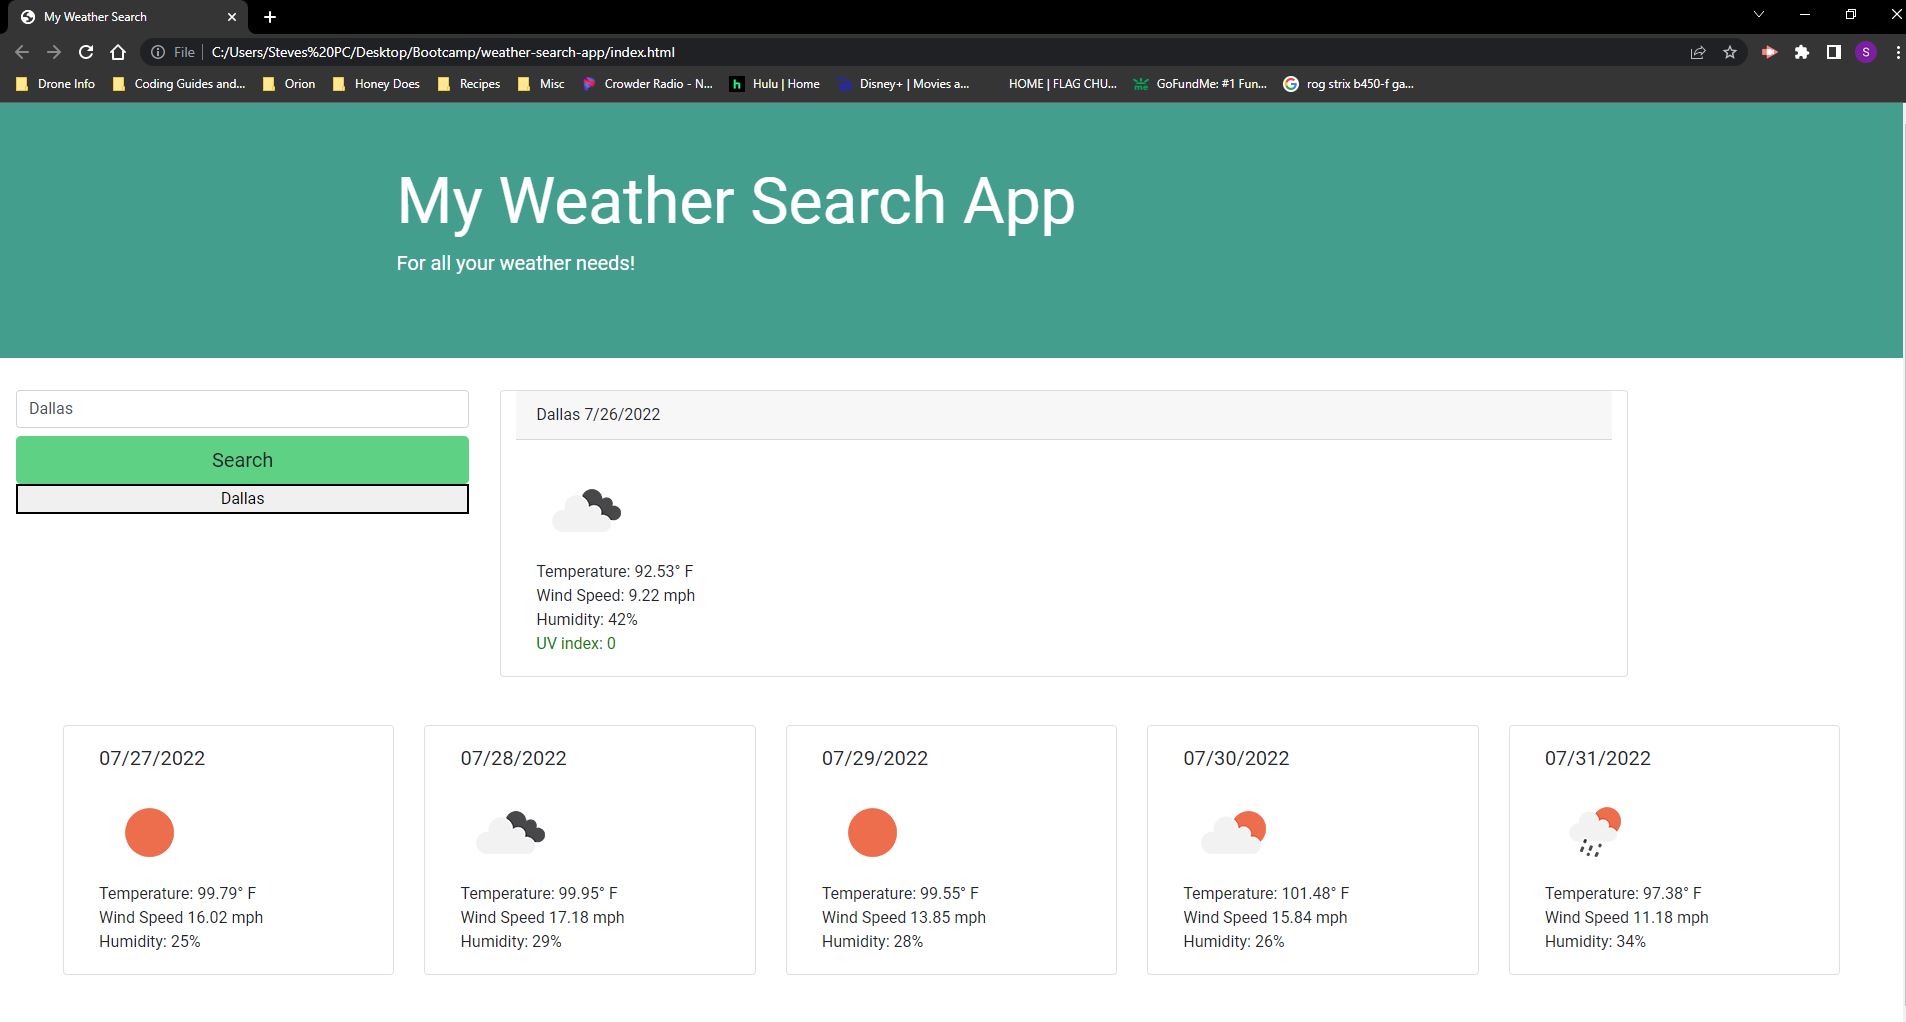 My Weather Search
File
C:/Users/Steves%20PC/Desktop/Bootcamp/weather-search-app/index.html
S
Drone Info
Coding Guides and...
Orion
Honey Does
Recipes
Misc
Crowder Radio - N...
h
Hulu | Home
Disney+ | Movies a...
HOME | FLAG CHU...
me
GoFundMe: #1 Fun...
G
rog strix b450-f ga...
My Weather Search App
For all your weather needs!
Dallas
Search
Dallas
Dallas 7/26/2022
Temperature: 92.53° F
Wind Speed: 9.22 mph
Humidity: 42%
UV index: 0
07/27/2022
Temperature: 99.79° F
Wind Speed 16.02 mph
Humidity: 25%
07/28/2022
Temperature: 99.95° F
Wind Speed 17.18 mph
Humidity: 29%
07/29/2022
Temperature: 99.55° F
Wind Speed 13.85 mph
Humidity: 28%
07/30/2022
Temperature: 101.48° F
Wind Speed 15.84 mph
Humidity: 26%
07/31/2022
Temperature: 97.38° F
Wind Speed 11.18 mph
Humidity: 34%